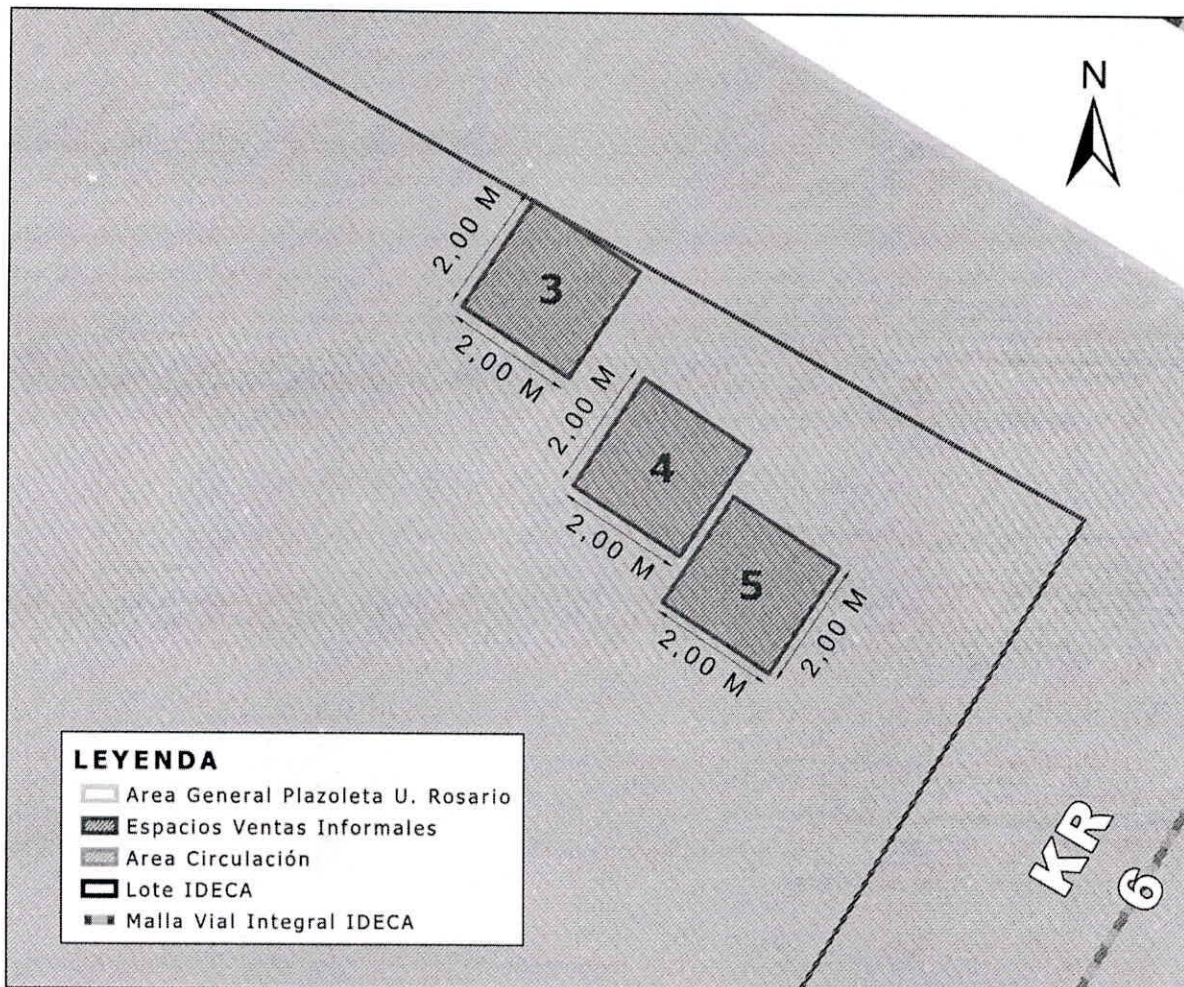 N
2,00 M
3
2,00 M
2,00 M
4
2,00 M
5
2,00 M
2,00 M
LEYENDA
Area General Plazoleta U. Rosario
Espacios Ventas Informales
Area Circulación
Lote IDECA
Malla Vial Integral IDECA
KR
6